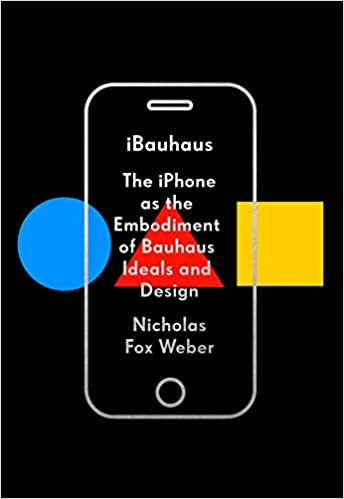 iBauhaus
The iPhone
as the
Embodiment
of Bauhaus
Ideals and
Design
Nicholas
Fox Weber